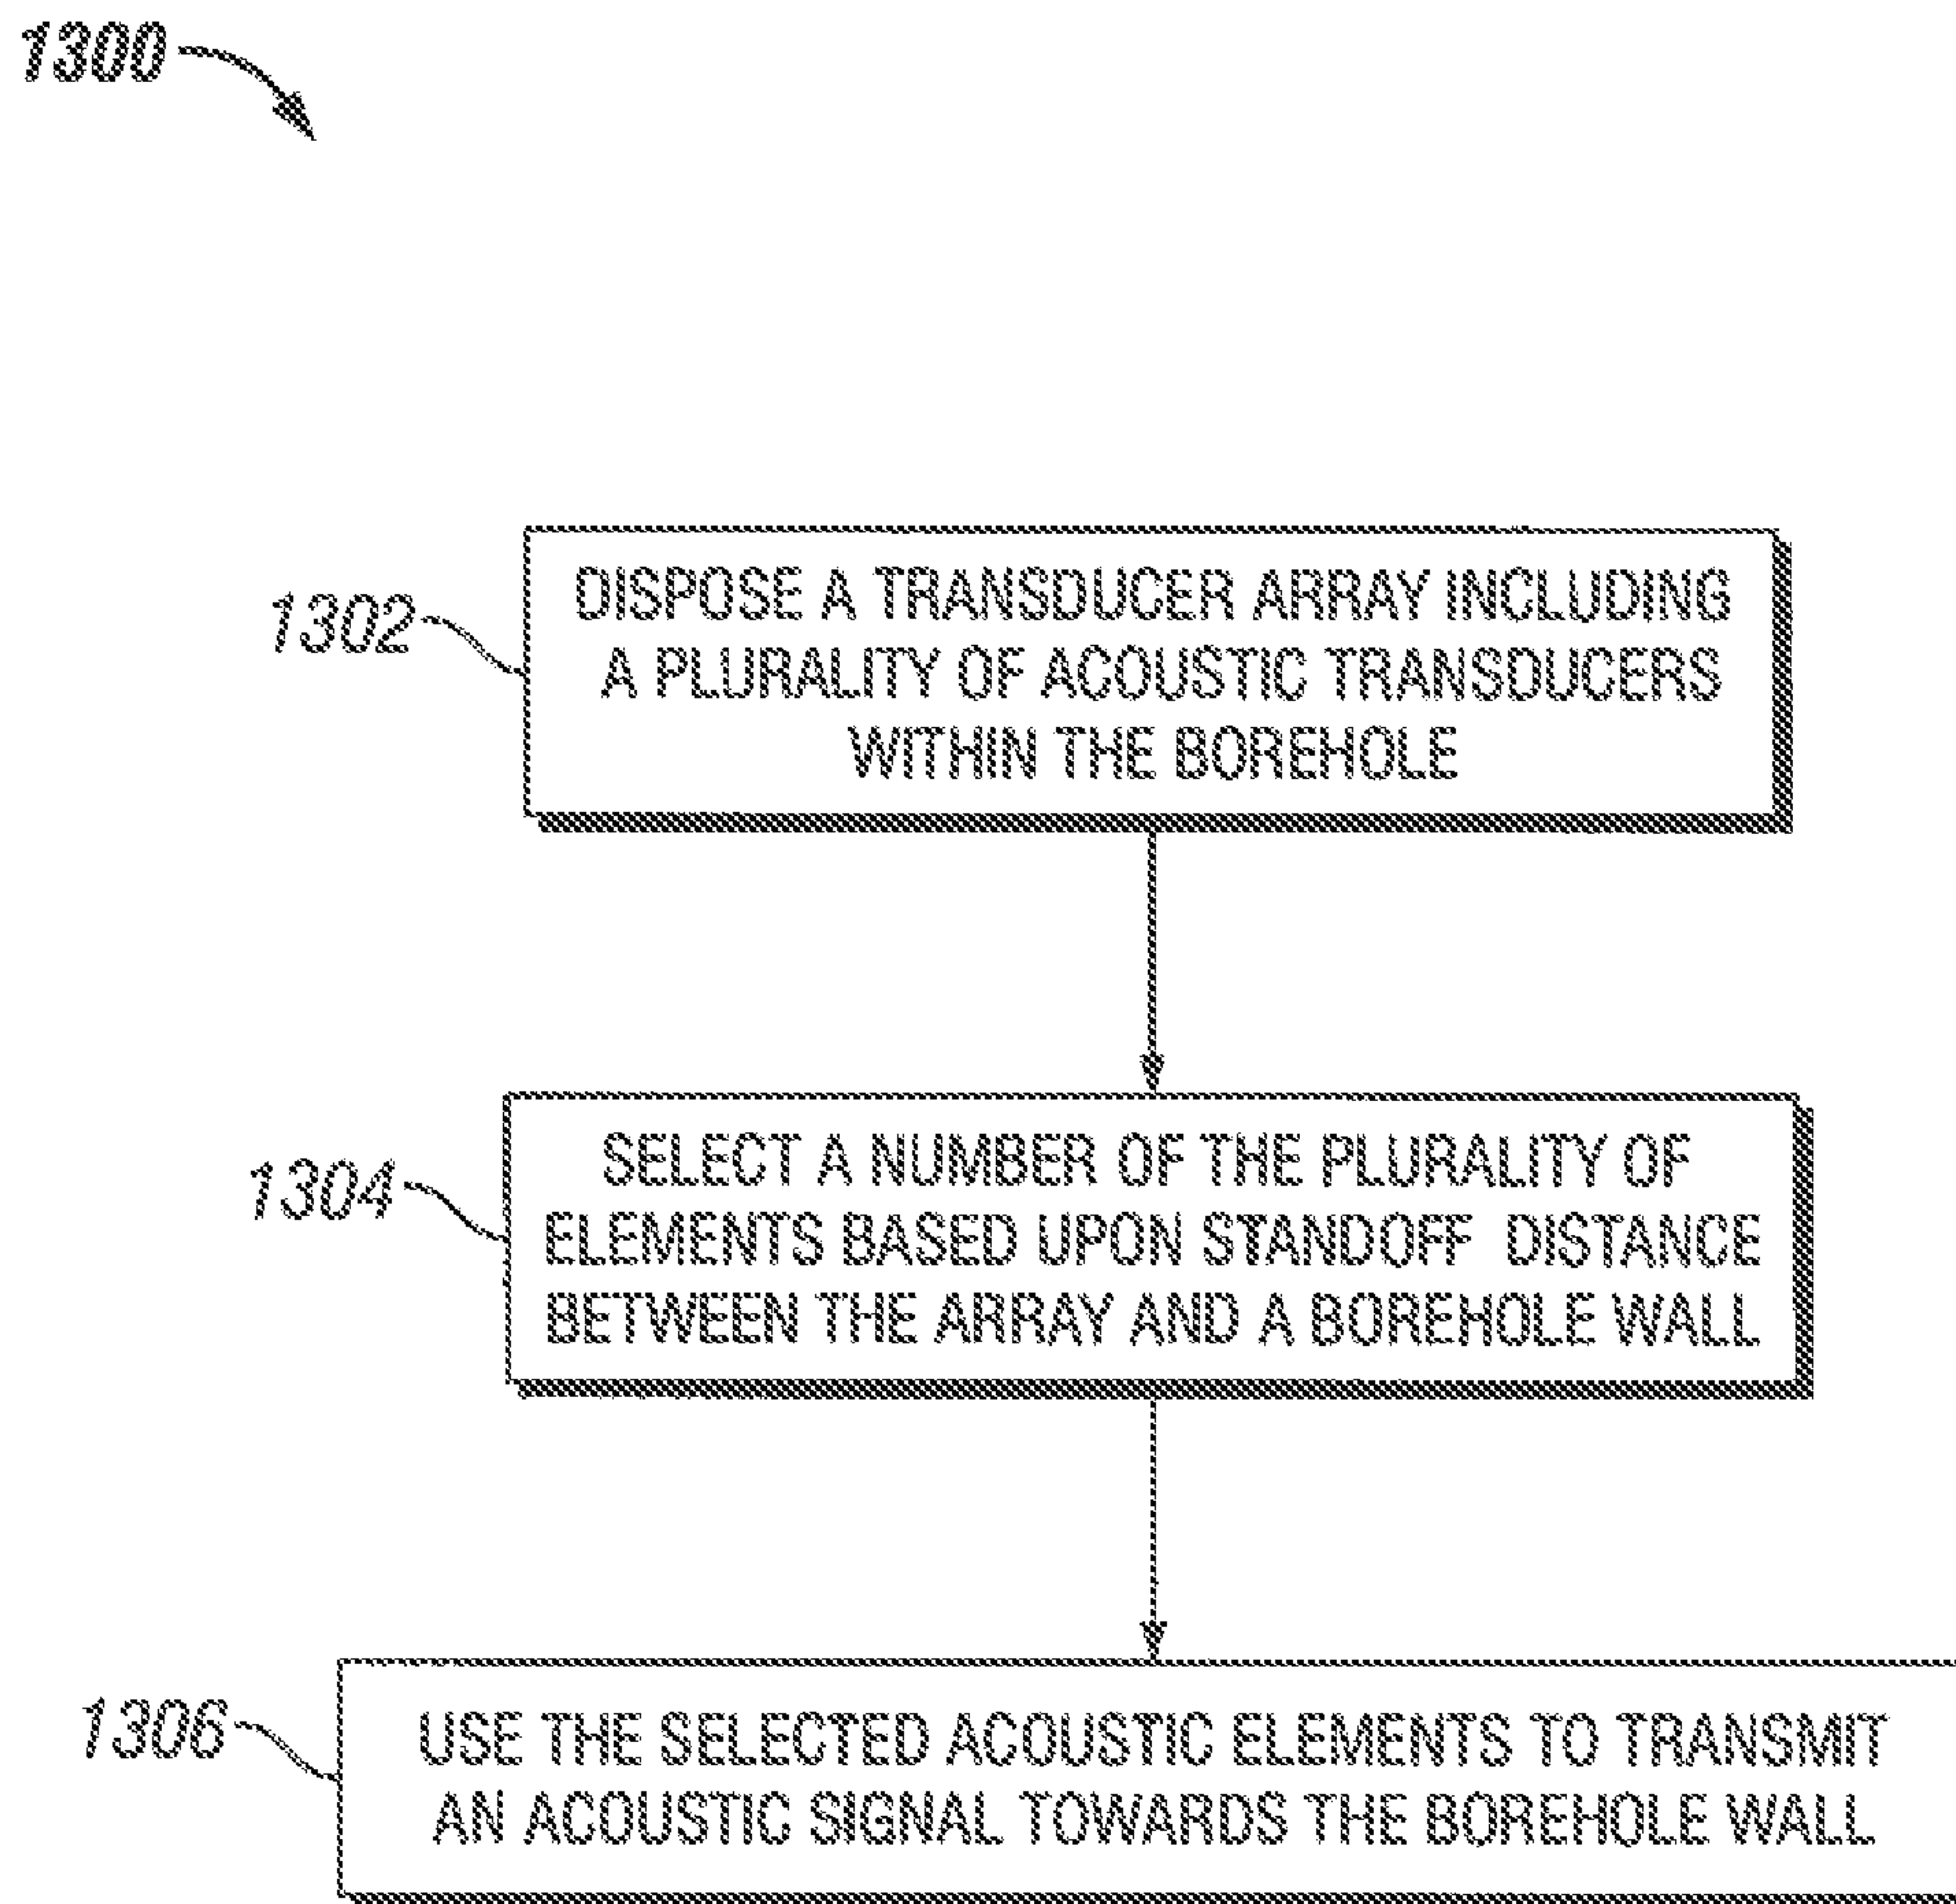 1300
1302
DISPOSE A TRANSDUCER ARRAY INCLUDING
A PLURALITY OF ACOUSTIC TRANSDUCERS
WITHIN THE BOREHOLE
1304
SELECT A NUMBER OF THE PLURALITY OF
ELEMENTS BASED UPON STANDOFF DISTANCE
BETWEEN THE ARRAY AND A BOREHOLE WALL
1306
USE THE SELECTED ACOUSTIC ELEMENTS TO TRANSMIT
AN ACOUSTIC SIGNAL TOWARDS THE BOREHOLE WALL